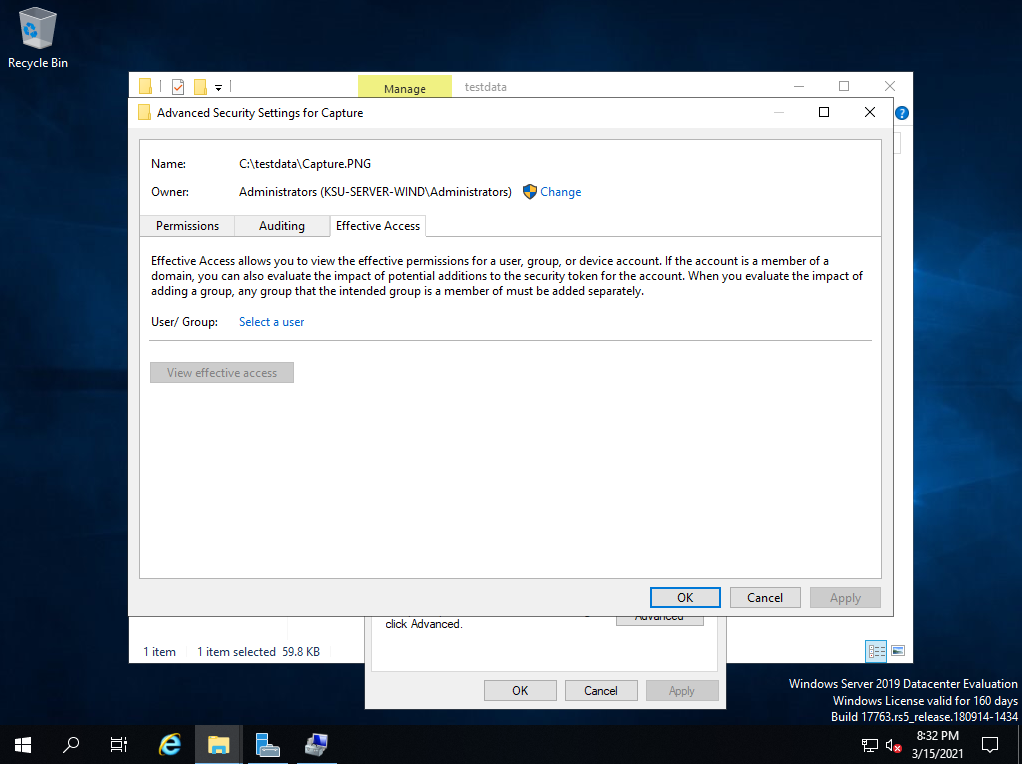 Recycle Bin
Manage
testdata
Advanced Security Settings for Capture
Name: C:\testdata\Capture.PNG
Owner: Administrators (KSU-SERVER-WIND\Administrators) Change
Permissions Auditing Effective Access
Effective Access allows you to view the effective permissions for a user, group, or device account. If the account is a member of a
domain, you can also evaluate the impact of potential additions to the security token for the account. When you evaluate the impact of
adding a group, any group that the intended group is a member of must be added separately.
User/ Group: Select a user
View effective access
OK Cancel Apply
Advanced
click Advanced.
1 item 1 item selected 59.8 KB
OK Cancel Apply
Windows Server 2019 Datacenter Evaluation
Windows License valid for 160 days
Build 17763.rs5_release.180914-1434
8:32 PM
3/15/2021